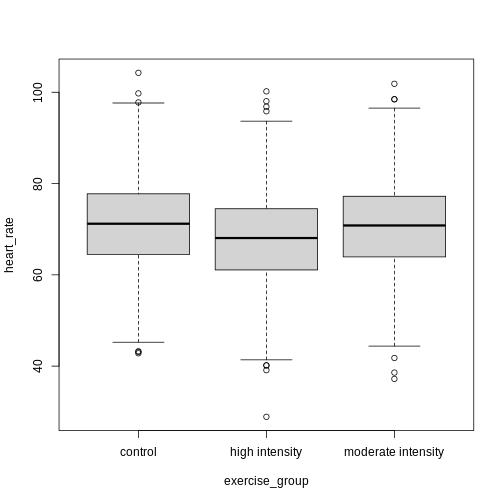 100
80
60
40
heart_rate
control high intensity moderate intensity
exercise_group